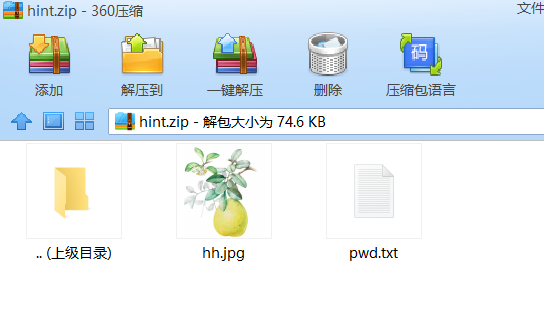 hint.zip - 360压缩
文件
添加
解压到
一键解压
删除
码
压缩包语言
hint.zip - 解包大小为 74.6 KB
.. (上级目录)
hh.jpg
pwd.txt